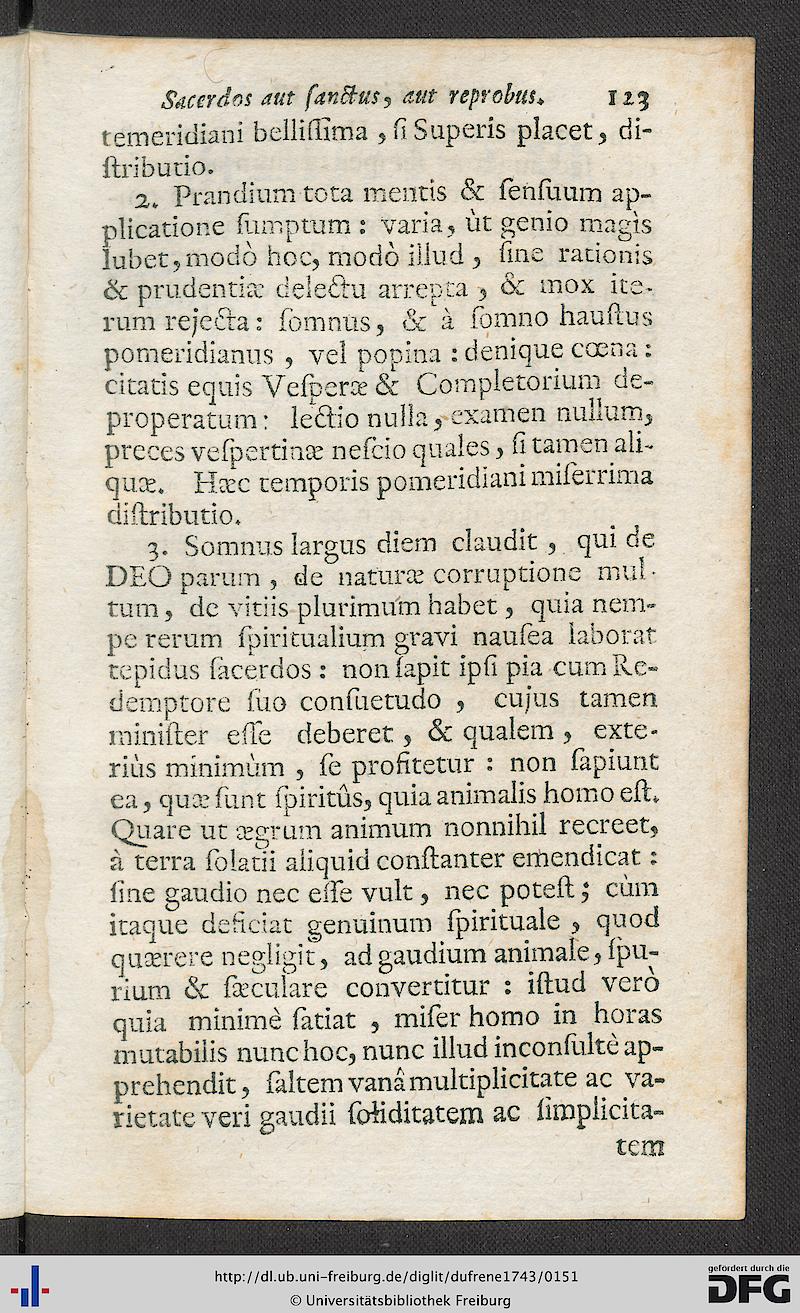 Sacerdos aut ſanctus, aut reprobus. 123
temeridiani belliſſima, ſi Superis placet, di-
ſtributio.
2. Prandium tota mentis & ſenſuum ap-
plicatione ſumptum: varia, ùt genio magìs
lubet, modò hoc, modò illud, ſine rationis
& prudentiæ delectu arrepta, & mox ite-
rum rejecta: ſomnus, & à ſomno hauſtus
pomeridianus, vel popina: denique cœna:
citatis equis Veſperæ & Completorium de-
properatum: lectio nulla, examen nullum,
preces veſpertinæ neſcio quales, ſi tamen ali-
quæ. Hæc temporis pomeridiani miſerrima
diſtributio.
3. Somnus largus diem claudit, qui de
DEO parum, de naturæ corruptione mul-
tum, de vitiis plurimùm habet, quia nem-
pe rerum ſpiritualium gravi nauſea laborat
tepidus ſacerdos: non ſapit ipſi pia cum Re-
demptore ſuo conſuetudo, cujus tamen
miniſter eſſe deberet, & qualem, exte-
riùs minimùm, ſe profitetur: non ſapiunt
ea, quæ ſunt ſpiritûs, quia animalis homo eſt.
Quare ut ægrum animum nonnihil recreet,
à terra ſolatii aliquid conſtanter emendicat:
ſine gaudio nec eſſe vult, nec poteſt; cùm
itaque deficiat genuinum ſpirituale, quod
quærere negligit, ad gaudium animale, ſpu-
rium & ſæculare convertitur: iſtud verò
quia minimè ſatiat, miſer homo in horas
mutabilis nunc hoc, nunc illud inconſultè ap-
prehendit, ſaltem vanâ multiplicitate ac va-
rietate veri gaudii ſoliditatem ac ſimplicita-
tem
http://dl.ub.uni-freiburg.de/diglit/dufrene1743/0151
© Universitätsbibliothek Freiburg
gefördert durch die
DFG